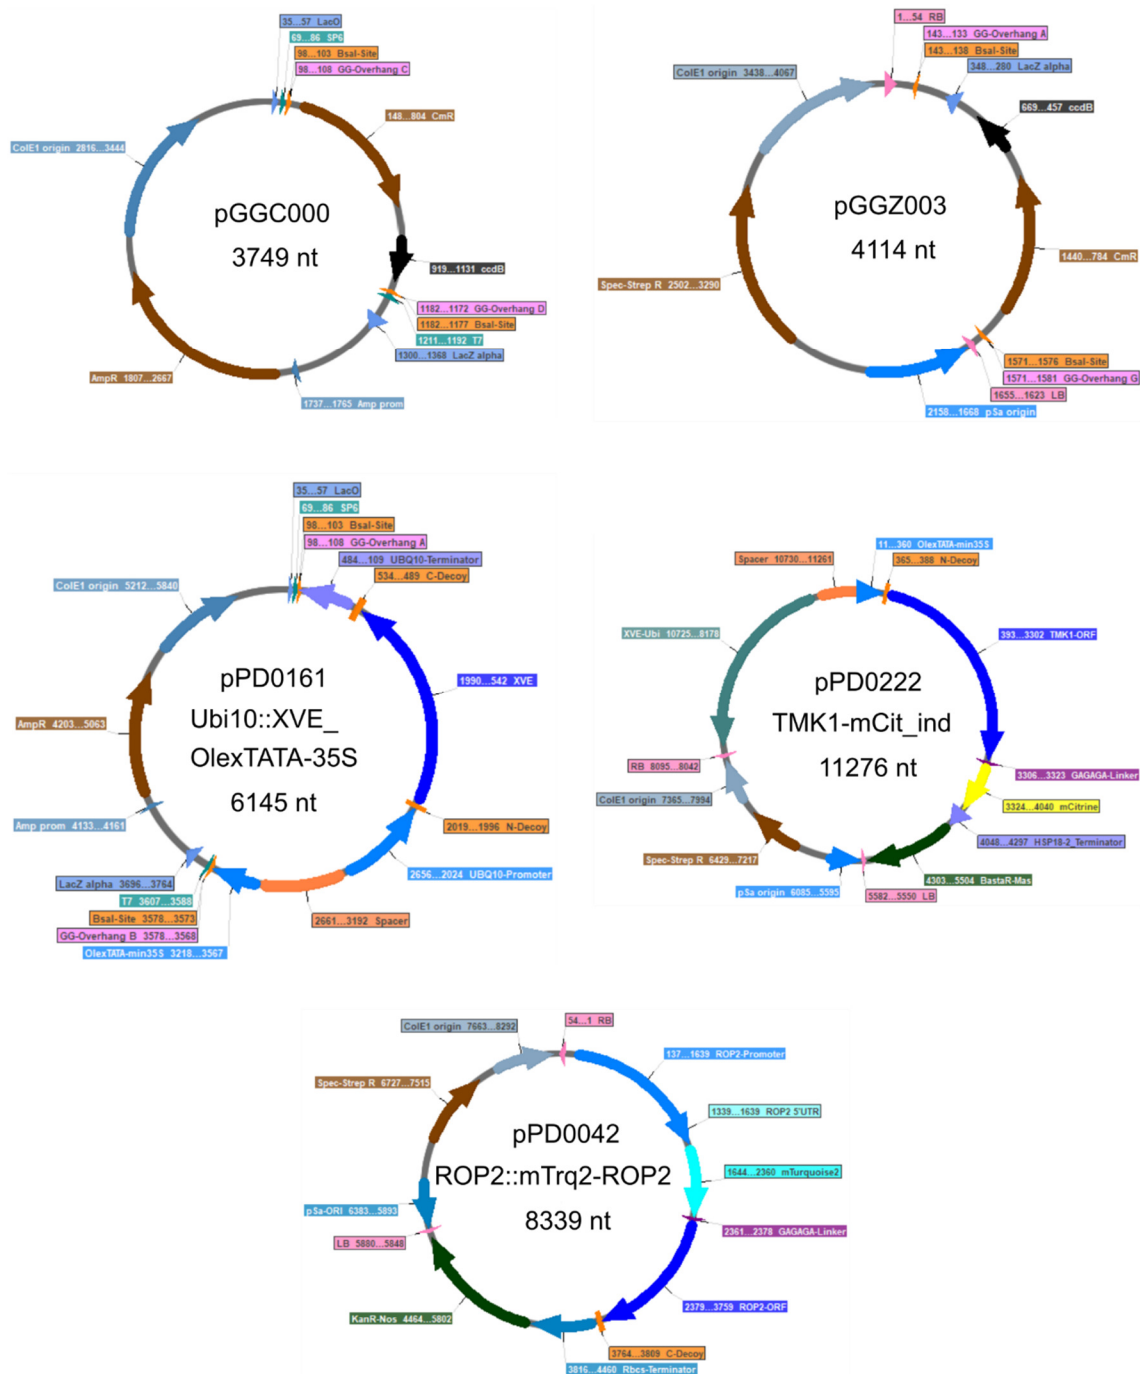 35...57 LacO
69...86 SP6
98...103 BsaI-Site
98...108 GG-Overhang C
148...804 CmR
ColE1 origin 2816...3444
pGGC000
3749 nt
919...1131 ccdB
1182...1172 GG-Overhang D
1182...1177 BsaI-Site
1211...1192 T7
1300...1368 LacZ alpha
AmpR 1807...2667
1737...1765 Amp prom
1...54 RB
143...133 GG-Overhang A
143...138 BsaI-Site
ColE1 origin 3438...4067
348...280 LacZ alpha
669...457 ccdB
pGGZ003
4114 nt
Spec-Strep R 2502...3290
1440...784 CmR
1571...1576 BsaI-Site
1571...1581 GG-Overhang G
1655...1623 LB
2158...1668 pSa origin
35...57 LacO
69...86 SP6
98...103 BsaI-Site
98...108 GG-Overhang A
484...109 UBQ10-Terminator
534...489 C-Decoy
ColE1 origin 5212...5840
pPD0161
Ubi10::XVE_
OlexTATA-35S
6145 nt
1990...542 XVE
AmpR 4203...5063
Amp prom 4133...4161
2019...1996 N-Decoy
2656...2024 UBQ10-Promoter
LacZ alpha 3696...3764
T7 3607...3588
BsaI-Site 3578...3573
GG-Overhang B 3578...3568
OlexTATA-min35S 3218...3567
2661...3192 Spacer
11...360 OlexTATA-min35S
Spacer 10730...11261
365...388 N-Decoy
XVE-Ubi 10725...8178
393...3302 TMK1-ORF
pPD0222
TMK1-mCit_ind
11276 nt
RB 8095...8042
3306...3323 GAGAGA-Linker
ColE1 origin 7365...7994
3324...4040 mCitrine
4048...4297 HSP18-2_Terminator
Spec-Strep R 6429...7217
4303...5504 BastaR-Mas
pSa origin 6085...5595
5582...5550 LB
54...1 RB
ColE1 origin 7663...8292
137...1639 ROP2-Promoter
Spec-Strep R 6727...7515
1339...1639 ROP2 5'UTR
pPD0042
ROP2::mTrq2-ROP2
8339 nt
1644...2360 mTurquoise2
pSa-ORI 6383...5893
2361...2378 GAGAGA-Linker
LB 5880...5848
KanR-Nos 4464...5802
2379...3759 ROP2-ORF
3764...3809 C-Decoy
3816...4460 Rbcs-Terminator